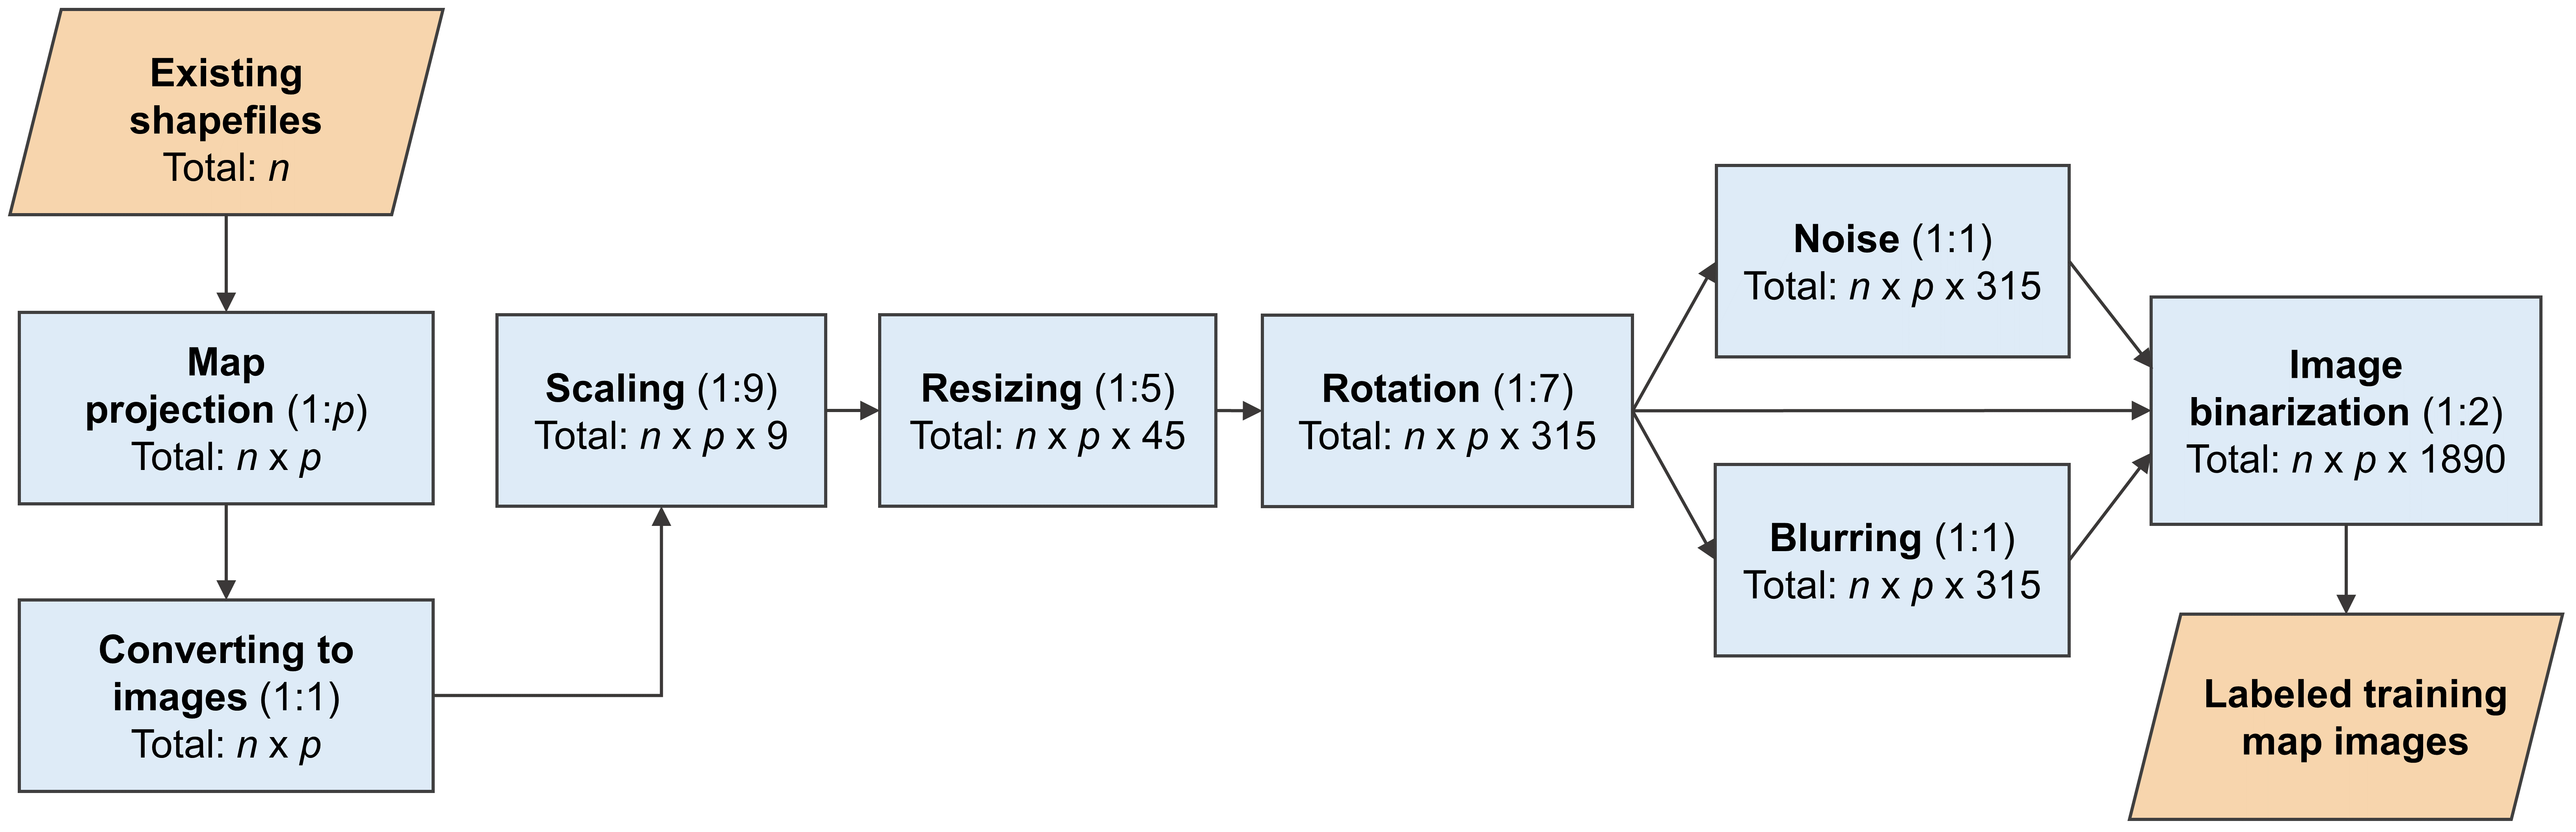 Existing
shapefiles
Total: n
Map
projection (1:p)
Total: n x p
Converting to
images (1:1)
Total: n x p
Scaling (1:9)
Total: n x p x 9
Resizing (1:5)
Total: n x p x 45
Rotation (1:7)
Total: n x p x 315
Noise (1:1)
Total: n x p x 315
Blurring (1:1)
Total: n x p x 315
Image
binarization (1:2)
Total: n x p x 1890
Labeled training
map images